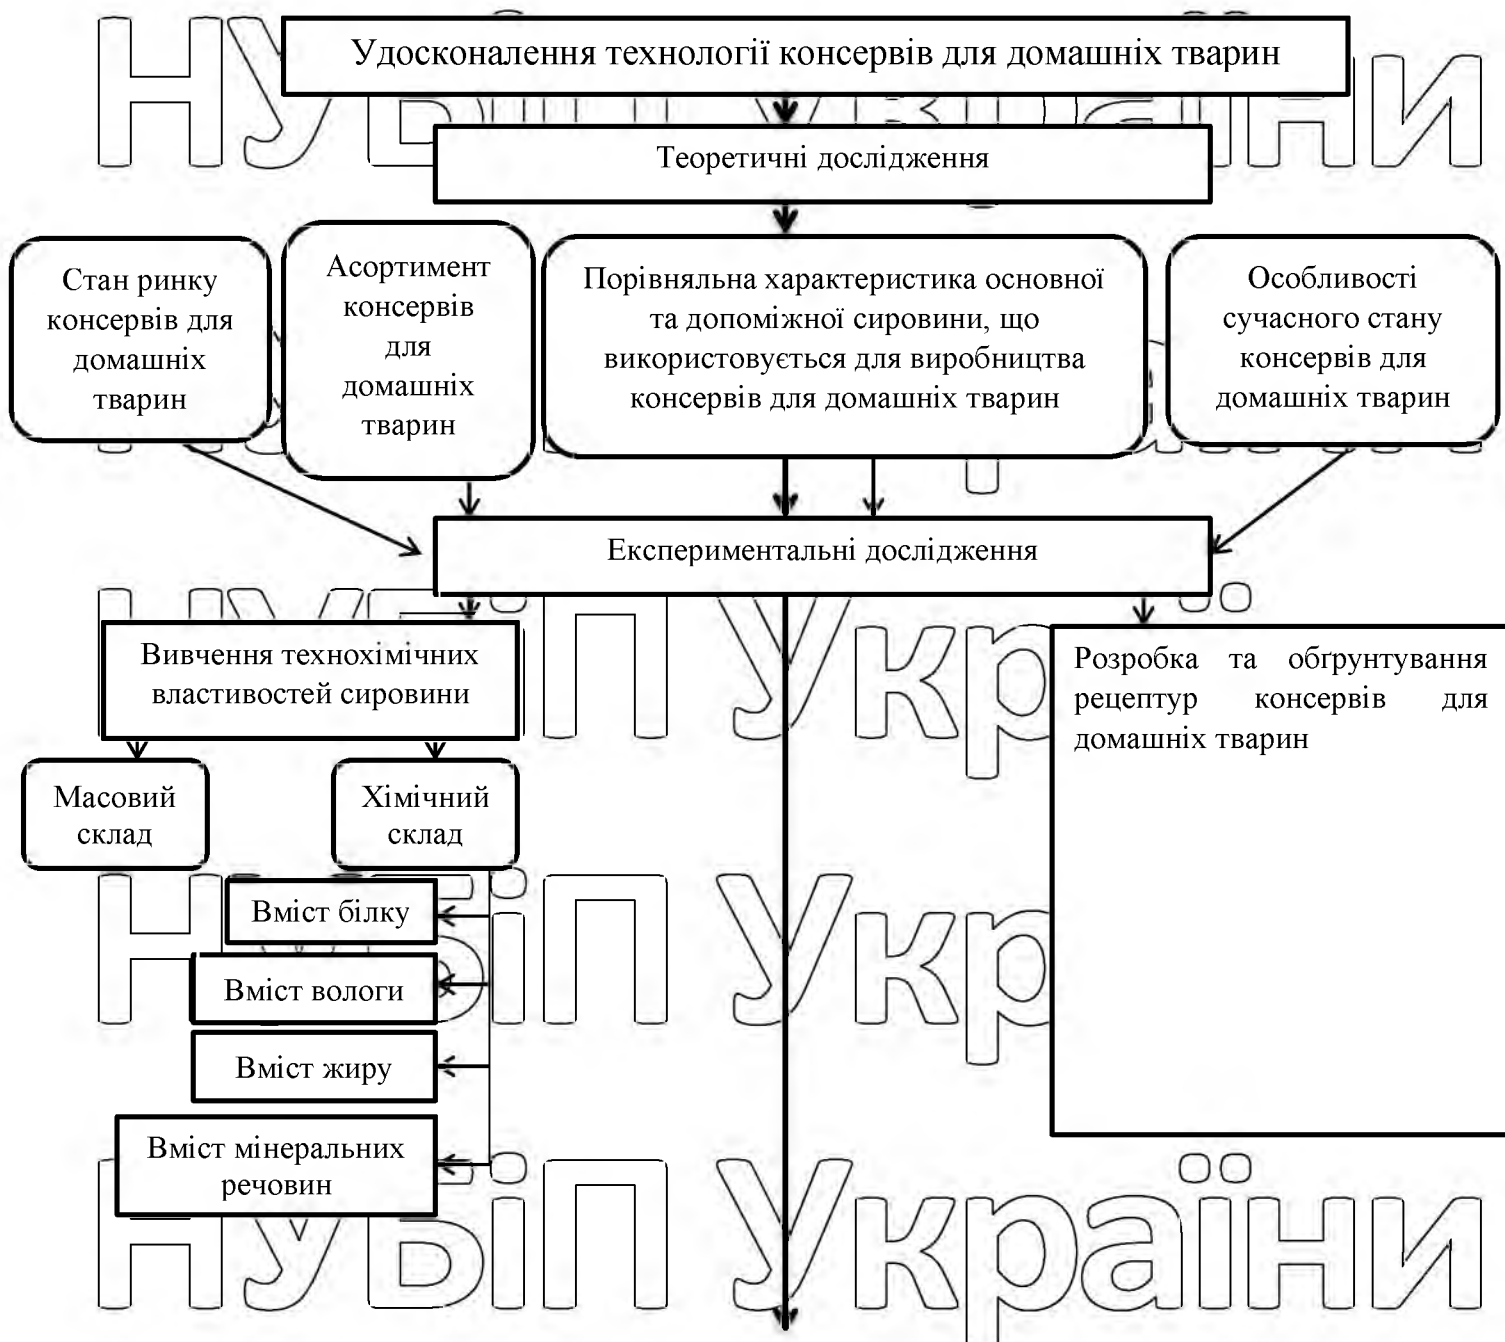 Удосконалення технології консервів для домашніх тварин
Теоретичні дослідження
Стан ринку
консервів для
домашніх
тварин
Асортимент
консервів
для
домашніх
тварин
Порівняльна характеристика основної
та допоміжної сировини, що
використовується для виробництва
консервів для домашніх тварин
Особливості
сучасного стану
консервів для
домашніх тварин
Експериментальні дослідження
Вивчення технохімічних
властивостей сировини
Розробка та обґрунтування
рецептур консервів для
домашніх тварин
Масовий
склад
Хімічний
склад
Вміст білку
Вміст вологи
Вміст жиру
Вміст мінеральних
речовин
НУБіП України
НУБіП Укр
НУБіП Укр
НУБіП України